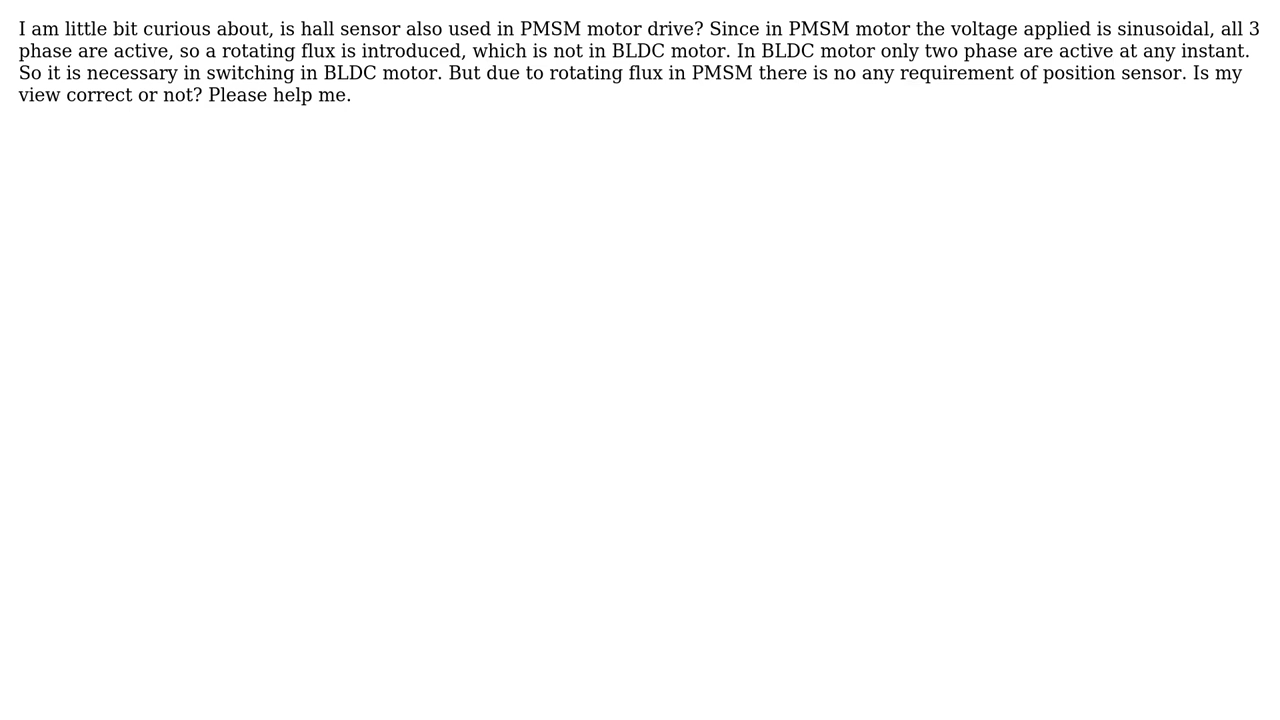 I am little bit curious about, is hall sensor also used in PMSM motor drive? Since in PMSM motor the voltage applied is sinusoidal, all 3
phase are active, so a rotating flux is introduced, which is not in BLDC motor. In BLDC motor only two phase are active at any instant.
So it is necessary in switching in BLDC motor. But due to rotating flux in PMSM there is no any requirement of position sensor. Is my
view correct or not? Please help me.